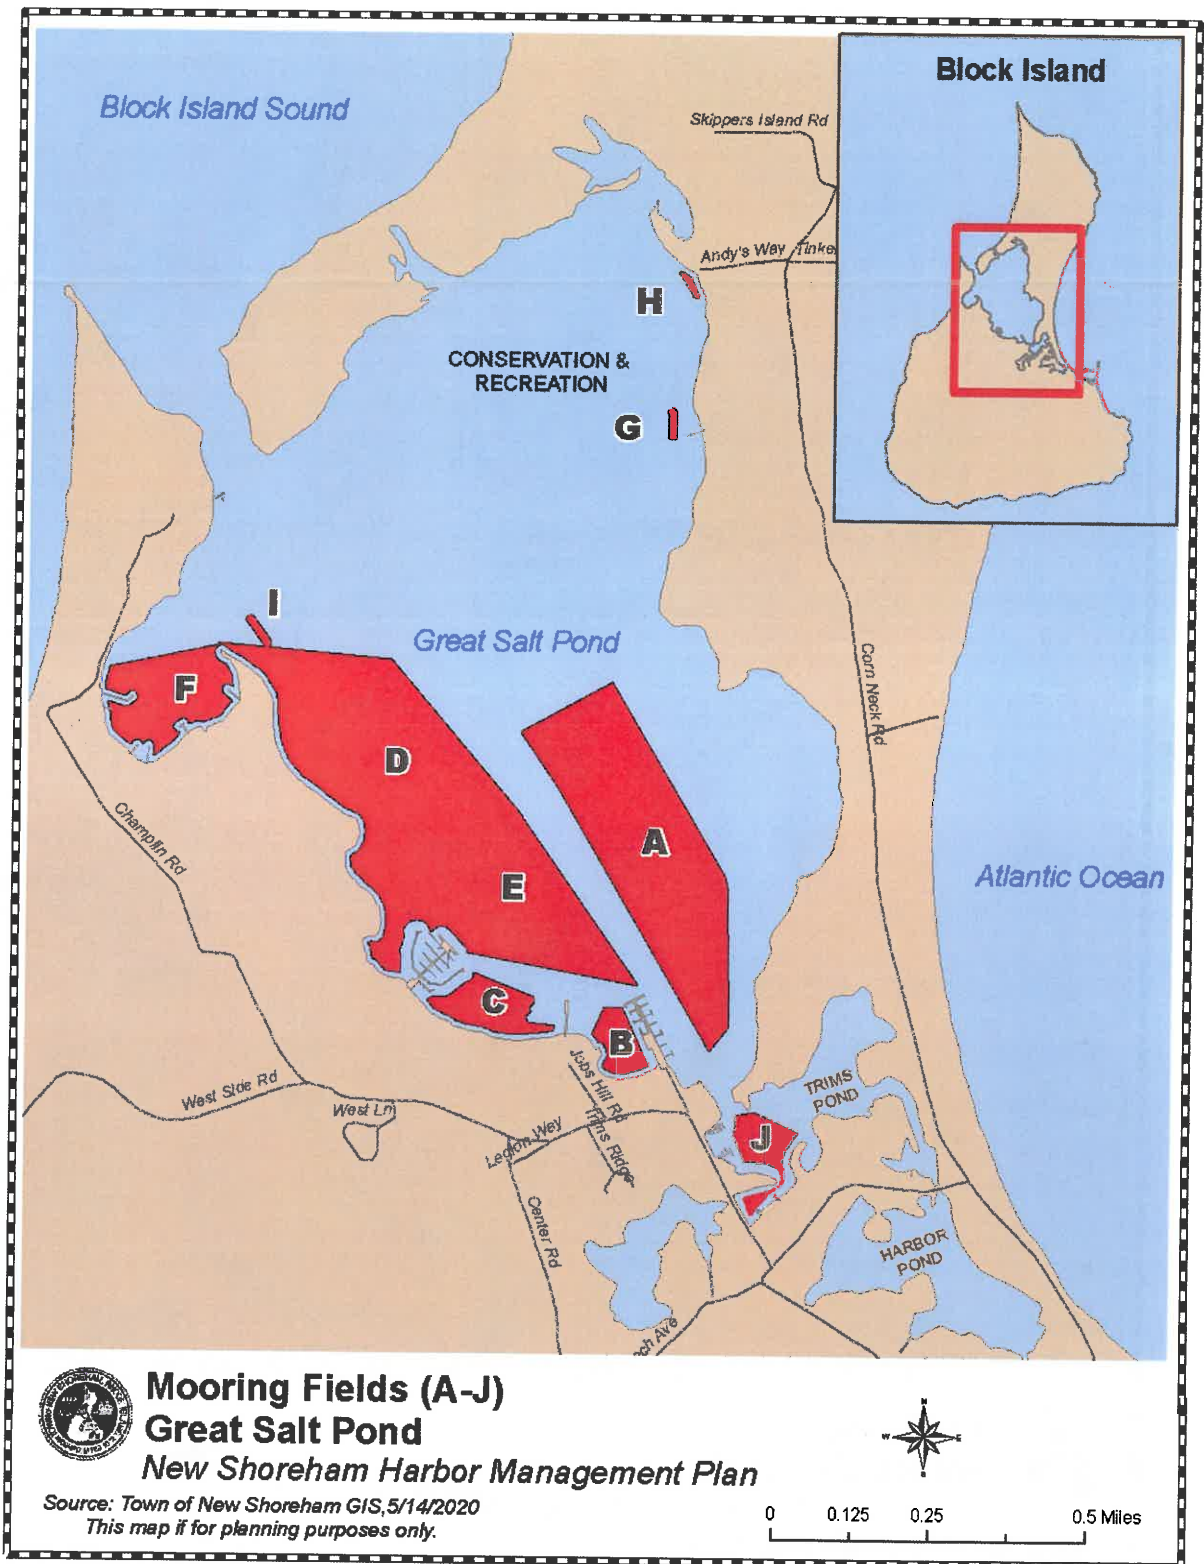 Block Island
Block Island Sound
Skippers Island Rd
Andy's Way
Tinke
H
CONSERVATION &
RECREATION
G
I
Great Salt Pond
F
D
A
E
C
B
J
Corn Neck Rd
Champlin Rd
Atlantic Ocean
West Side Rd
West Ln
Legion Way
Jobs Hill Rd
Trims Ridge
Center Rd
TRIMS
POND
HARBOR
POND
ch Ave
Mooring Fields (A-J)
Great Salt Pond
New Shoreham Harbor Management Plan
Source: Town of New Shoreham GIS,5/14/2020
This map if for planning purposes only.
N
W
E
S
0 0.125 0.25 0.5 Miles